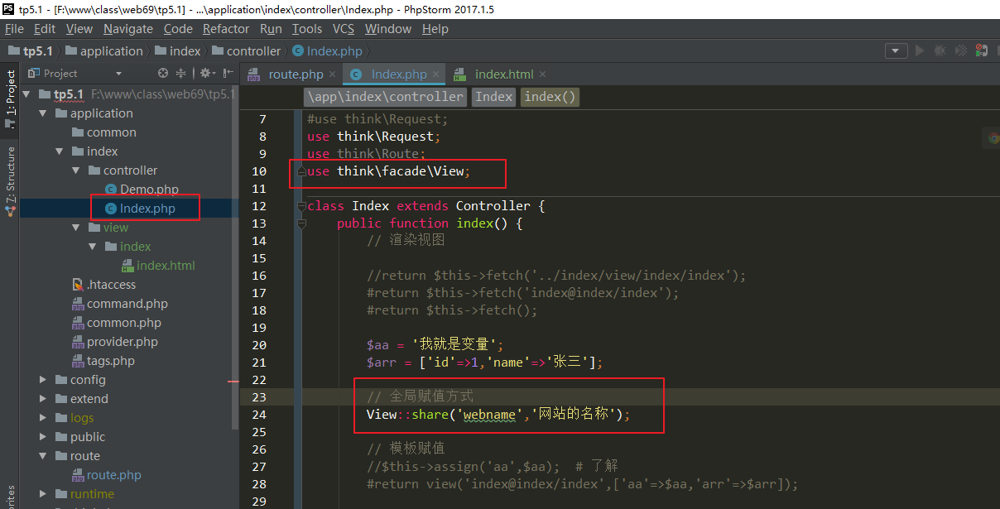 tp5.1 - [F:\www\class\web69\tp5.1] - ...\application\index\controller\Index.php - PhpStorm 2017.1.5
File Edit View Navigate Code Refactor Run Tools VCS Window Help
tp5.1 application index controller Index.php
Project
route.php Index.php index.html
1: Project
7: Structure
tp5.1 F:\www\class\web69\tp5.1
application
common
index
controller
Demo.php
Index.php
view
index
index.html
.htaccess
command.php
common.php
provider.php
tags.php
config
extend
logs
public
route
route.php
runtime
\app\index\controller Index index()
7 #use think\Request;
8 use think\Request;
9 use think\Route;
10 use think\facade\View;
11
12 class Index extends Controller {
13 public function index() {
14 // 渲染视图
15
16 //return $this->fetch('../index/view/index/index');
17 #return $this->fetch('index@index/index');
18 #return $this->fetch();
19
20 $aa = '我就是变量';
21 $arr = ['id'=>1,'name'=>'张三'];
22
23 // 全局赋值方式
24 View::share('webname','网站的名称');
25
26 // 模板赋值
27 //$this->assign('aa',$aa); # 了解
28 #return view('index@index/index',['aa'=>$aa,'arr'=>$arr]);
29